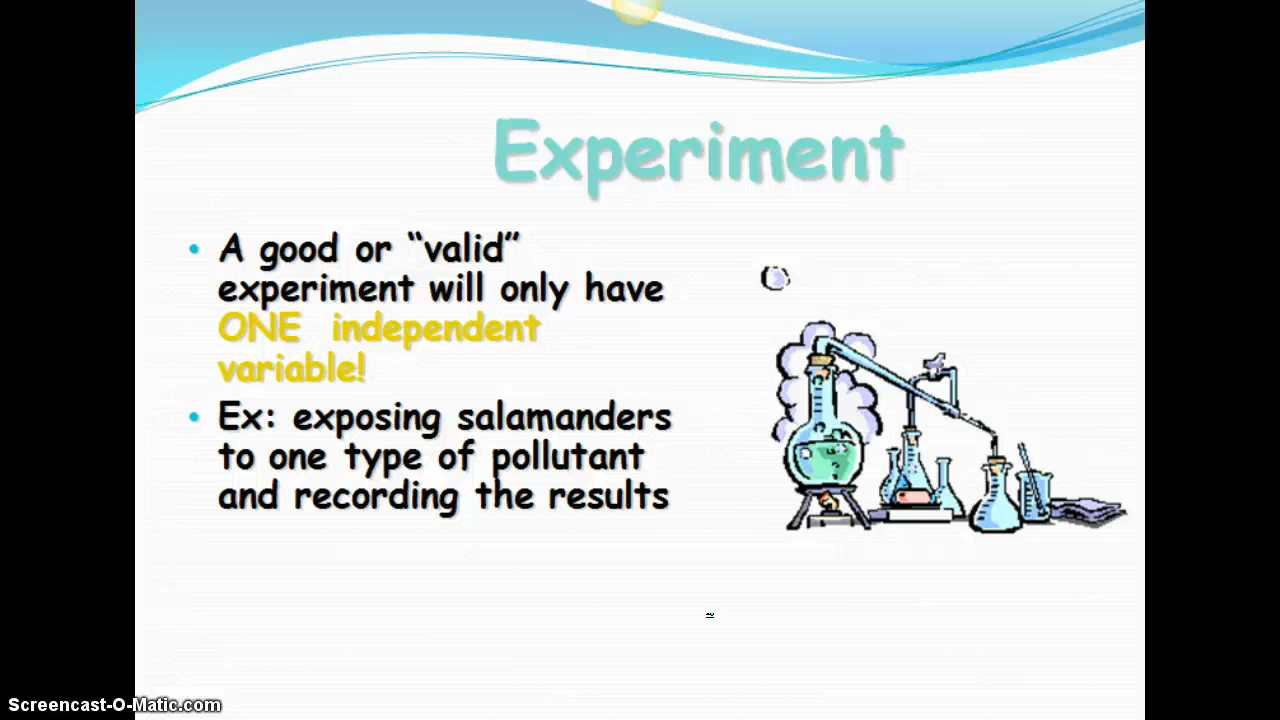 Experiment
• A good or “valid”
experiment will only have
ONE independent
variable!
• Ex: exposing salamanders
to one type of pollutant
and recording the results
Screencast-O-Matic.com